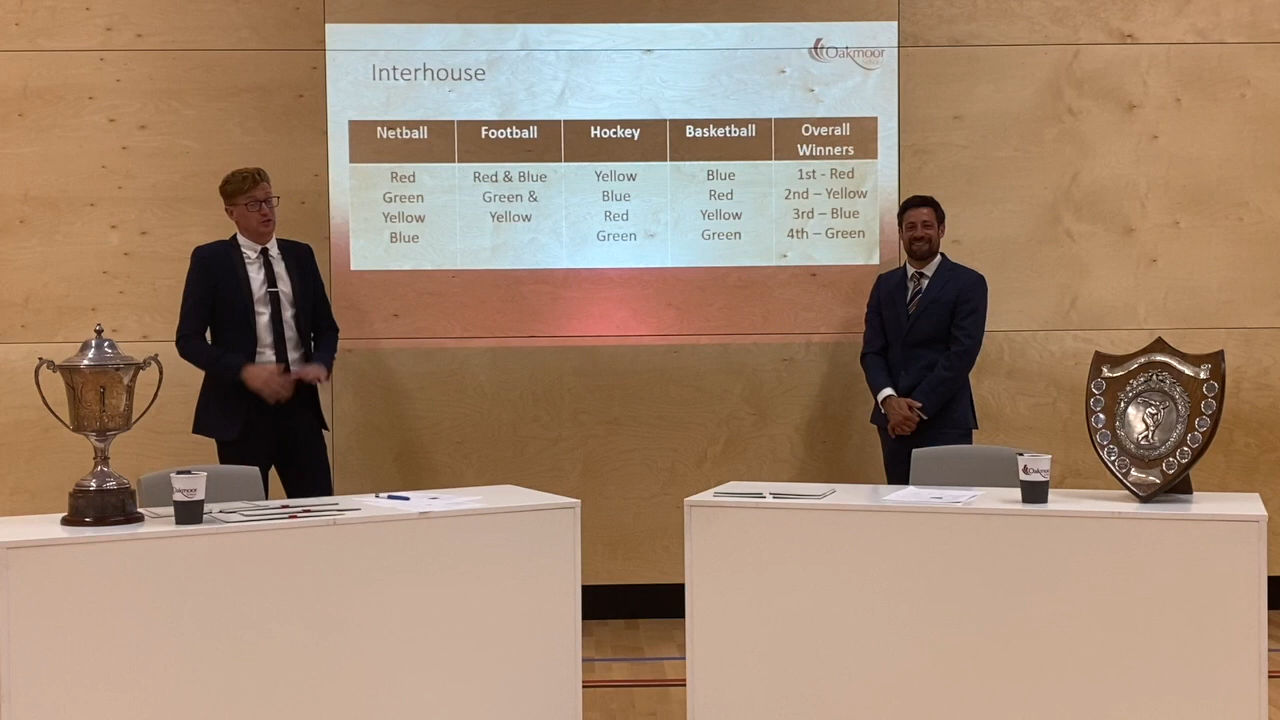 Oakmoor
Interhouse
Netball Football Hockey Basketball Overall
Winners
Red Red & Blue Yellow Blue 1st - Red
Green Green & Blue Red 2nd – Yellow
Yellow Yellow Red Yellow 3rd – Blue
Blue Green Green 4th – Green
Oakmoor
Oakmoor